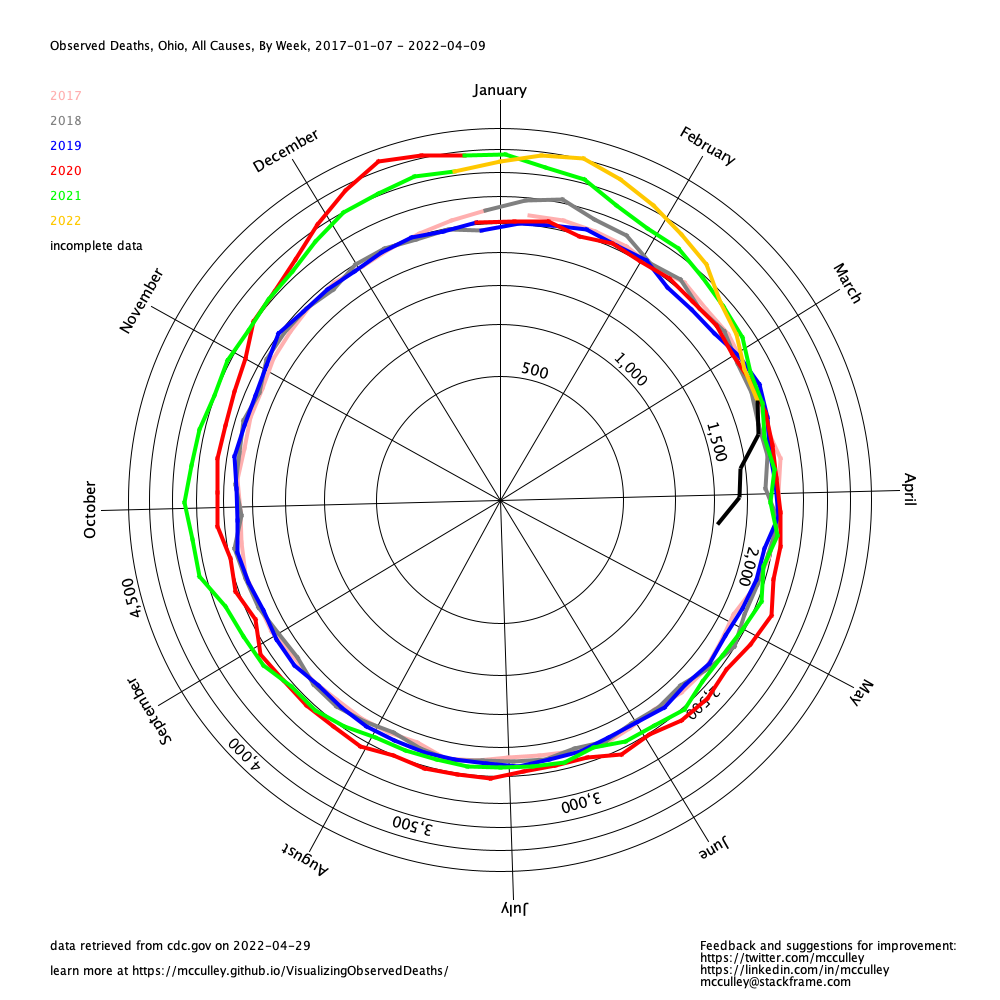 Observed Deaths, Ohio, All Causes, By Week, 2017-01-07 - 2022-04-09
2017
2018
2019
2020
2021
2022
incomplete data
January
February
March
April
May
June
July
August
September
October
November
December
500
1,000
1,500
2,000
2,500
3,000
3,500
4,000
4,500
data retrieved from cdc.gov on 2022-04-29
learn more at https://mcculley.github.io/VisualizingObservedDeaths/
Feedback and suggestions for improvement:
https://twitter.com/mcculley
https://linkedin.com/in/mcculley
mcculley@stackframe.com